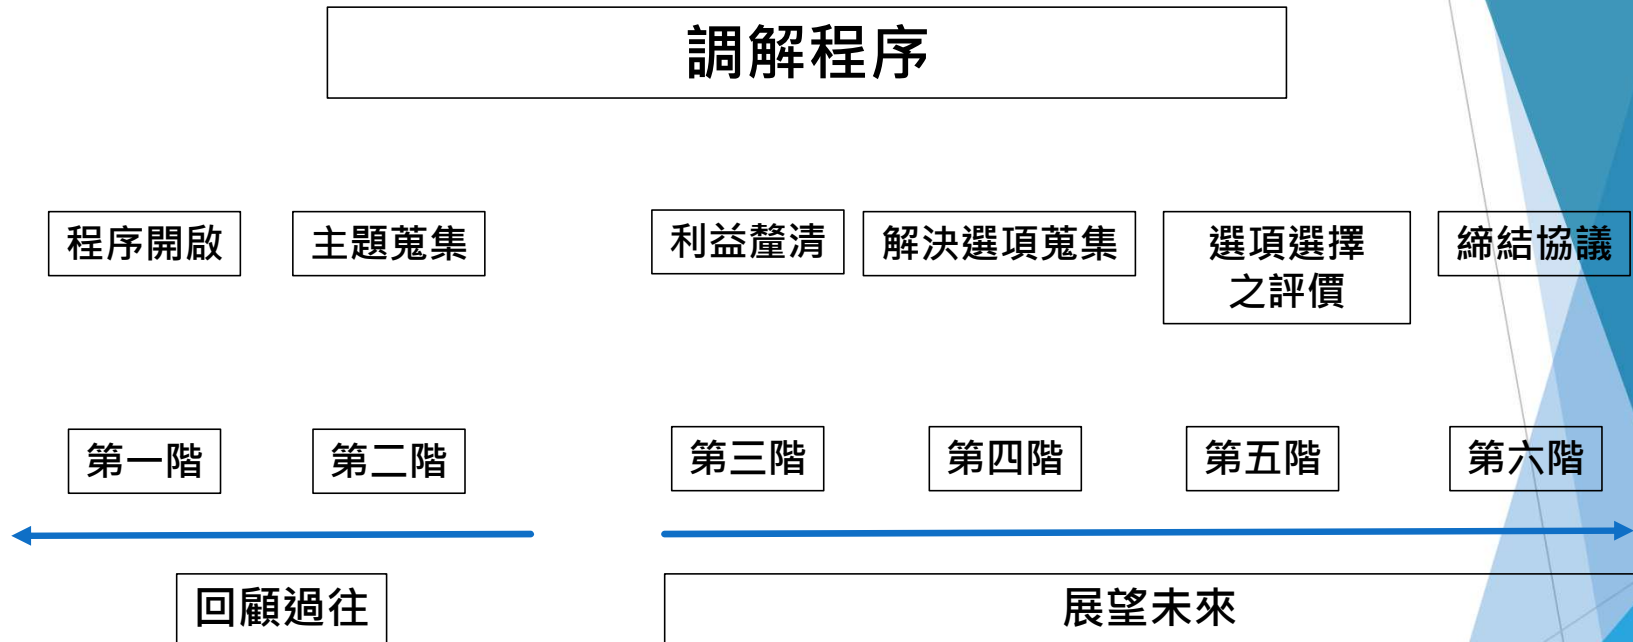 調解程序
程序開啟
主題蒐集
利益釐清
解決選項蒐集
選項選擇
之評價
締結協議
第一階
第二階
第三階
第四階
第五階
第六階
回顧過往
展望未來